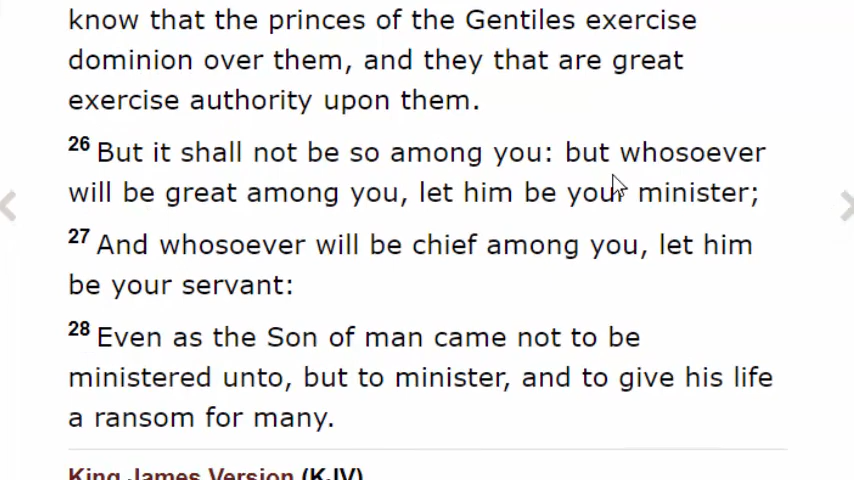 know that the princes of the Gentiles exercise
dominion over them, and they that are great
exercise authority upon them.
26 But it shall not be so among you: but whosoever
will be great among you, let him be your minister;
27 And whosoever will be chief among you, let him
be your servant:
28 Even as the Son of man came not to be
ministered unto, but to minister, and to give his life
a ransom for many.
King James Version (KJV)